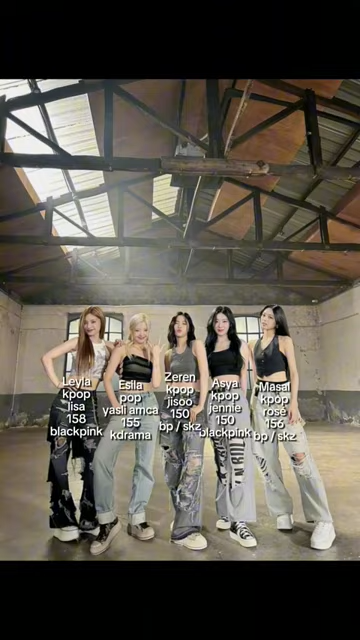 Leyla
kpop
lisa
158
blackpink
Esila
pop
yasli amca
155
kdrama
Zeren
kpop
jisoo
150
bp / skz
Asya
kpop
jennie
150
blackpink
Masal
kpop
rose
156
bp / skz